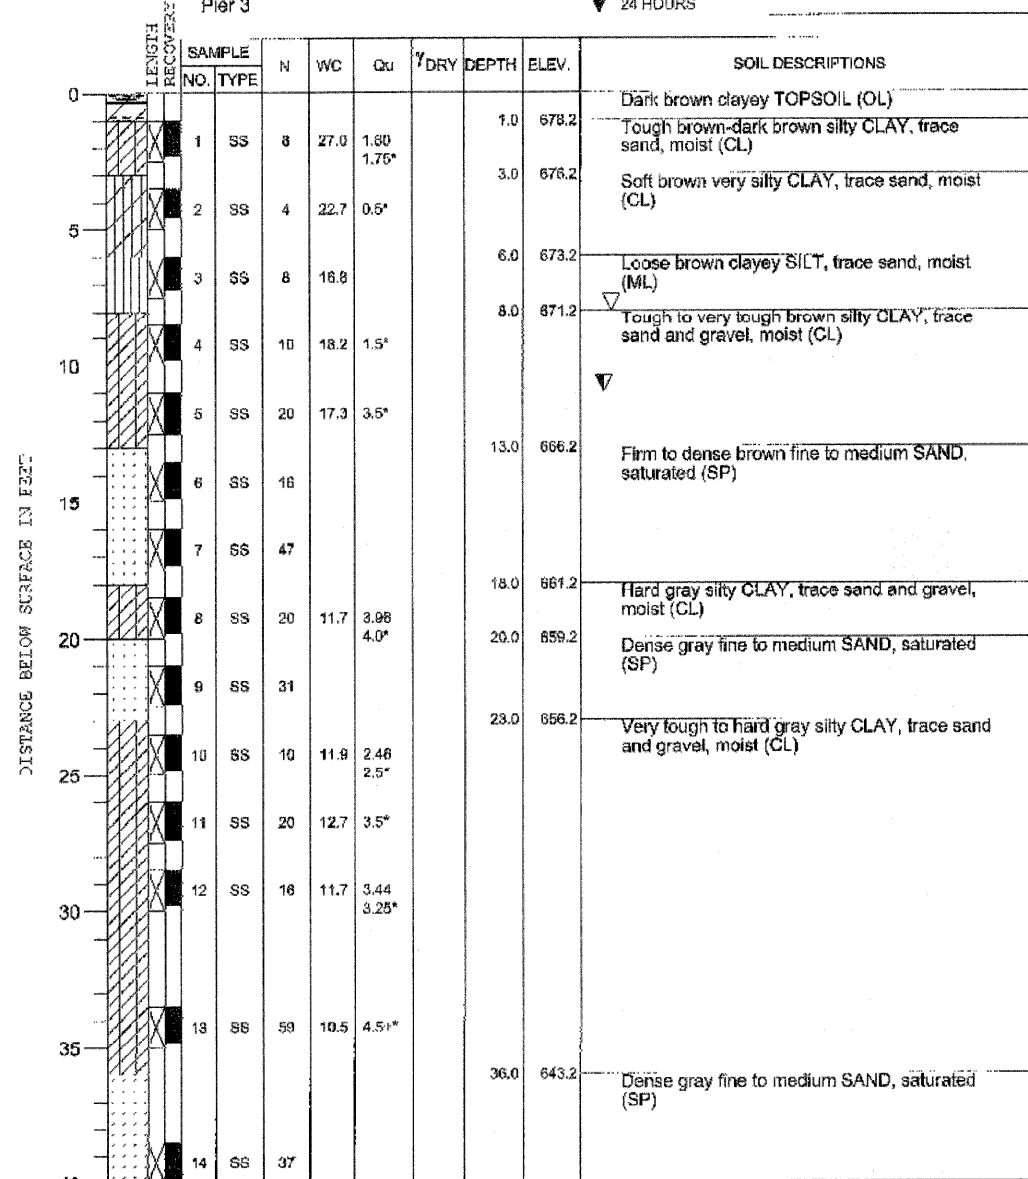 Pier 3
24 HOURS
LENGTH
RECOVERY
SAMPLE
NO. TYPE N WC Qu γDRY DEPTH ELEV. SOIL DESCRIPTIONS
DISTANCE BELOW SURFACE IN FEET
0
Dark brown clayey TOPSOIL (OL)
1.0 678.2
Tough brown-dark brown silty CLAY, trace
sand, moist (CL)
1 SS 8 27.0 1.60
1.75*
3.0 676.2
Soft brown very silty CLAY, trace sand, moist
(CL)
2 SS 4 22.7 0.5*
5
6.0 673.2
Loose brown clayey SILT, trace sand, moist
(ML)
3 SS 8 16.8
8.0 671.2
Tough to very tough brown silty CLAY, trace
sand and gravel, moist (CL)
4 SS 10 18.2 1.5*
10
5 SS 20 17.3 3.5*
13.0 666.2
Firm to dense brown fine to medium SAND,
saturated (SP)
6 SS 16
15
7 SS 47
18.0 661.2
Hard gray silty CLAY, trace sand and gravel,
moist (CL)
8 SS 20 11.7 3.96
4.0*
20
20.0 659.2
Dense gray fine to medium SAND, saturated
(SP)
9 SS 31
23.0 656.2
Very tough to hard gray silty CLAY, trace sand
and gravel, moist (CL)
10 SS 10 11.9 2.46
2.5*
25
11 SS 20 12.7 3.5*
12 SS 16 11.7 3.44
3.25*
30
13 SS 59 10.5 4.5+*
35
36.0 643.2
Dense gray fine to medium SAND, saturated
(SP)
14 SS 37